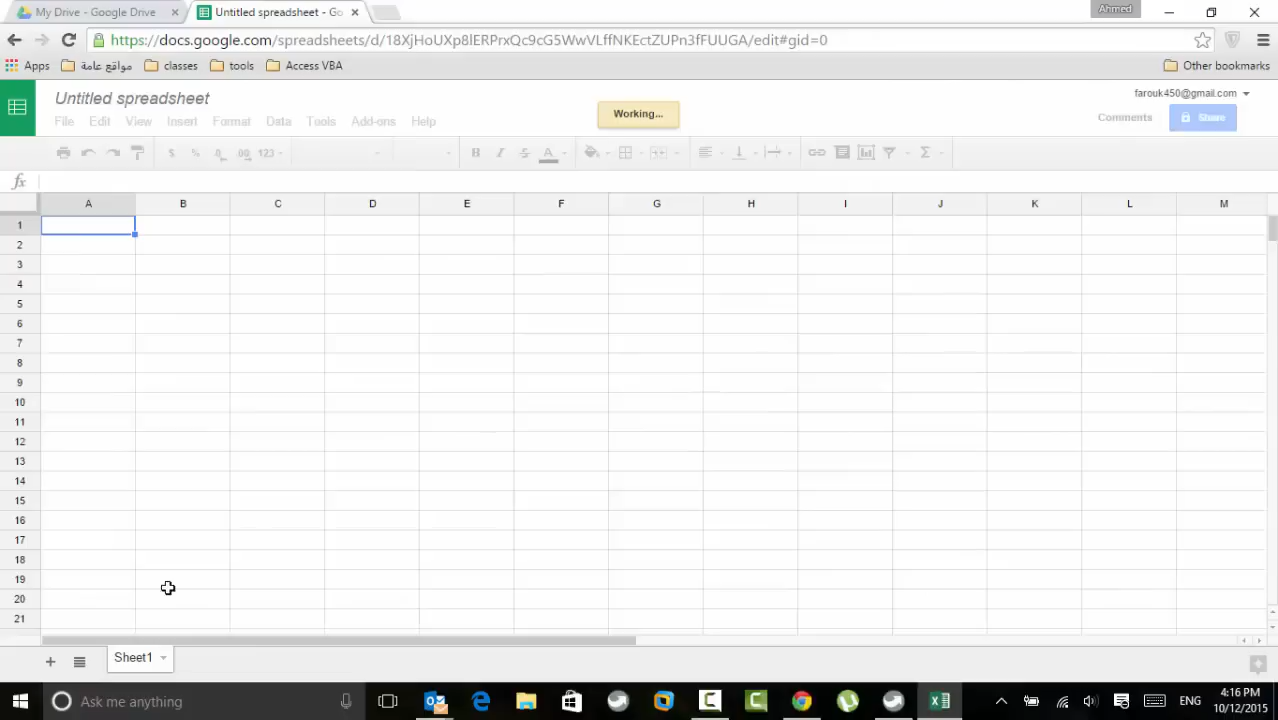 My Drive - Google Drive
Untitled spreadsheet - Go
Ahmed
https://docs.google.com/spreadsheets/d/18XjHoUXp8lERPrxQc9cG5WwVLffNKEctZUPn3fFUUGA/edit#gid=0
Apps مواقع عامة classes tools Access VBA Other bookmarks
Untitled spreadsheet
Working...
farouk450@gmail.com
File Edit View Insert Format Data Tools Add-ons Help
Comments Share
$ % .0 .00 123 B I S A Σ
fx
A B C D E F G H I J K L M
1
2
3
4
5
6
7
8
9
10
11
12
13
14
15
16
17
18
19
20
21
Sheet1
Ask me anything
ENG
4:16 PM
10/12/2015